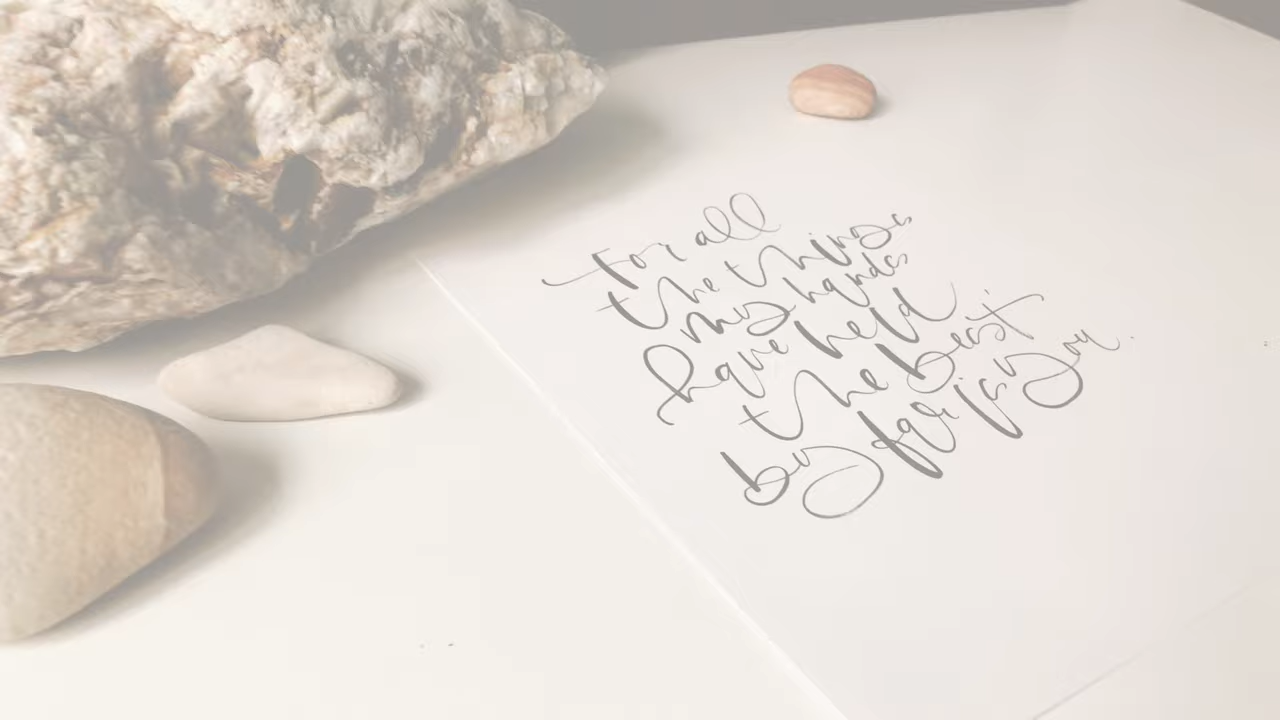 for all
the things
my hands
have held
the best
by far is you